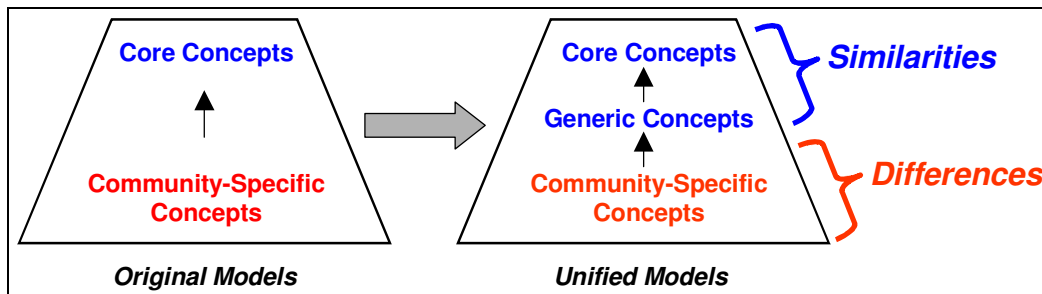 Core Concepts
Community-Specific
Concepts
Original Models
Core Concepts
Generic Concepts
Community-Specific
Concepts
Unified Models
Similarities
Differences